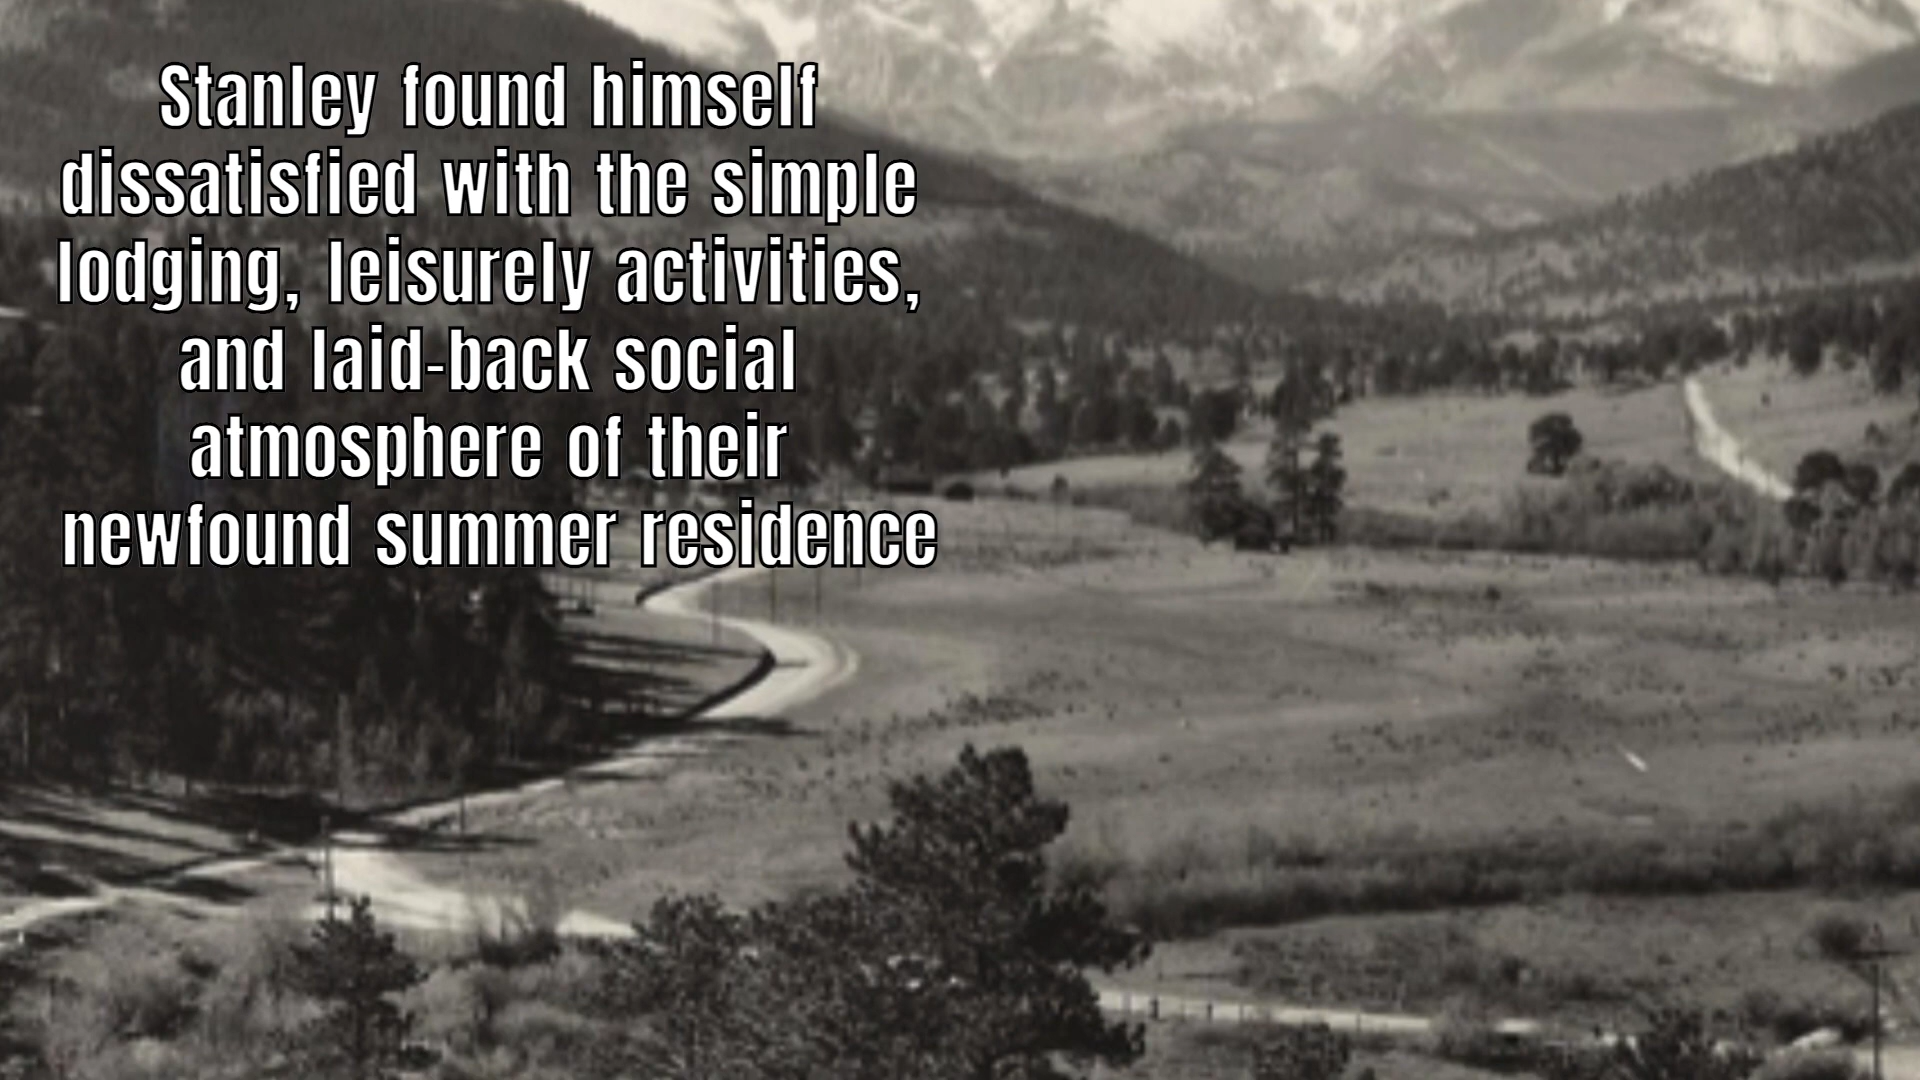 Stanley found himself
dissatisfied with the simple
lodging, leisurely activities,
and laid-back social
atmosphere of their
newfound summer residence